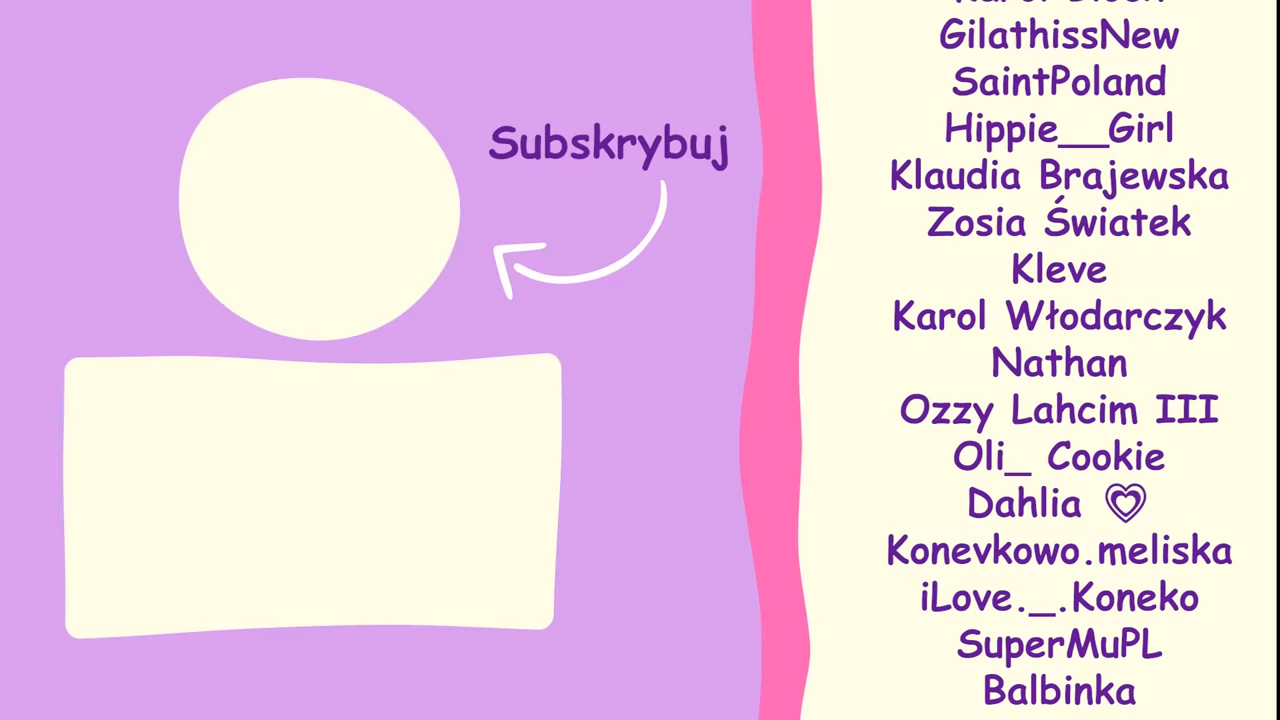 Subskrybuj
GilathissNew
SaintPoland
Hippie__Girl
Klaudia Brajewska
Zosia Światek
Kleve
Karol Włodarczyk
Nathan
Ozzy Lahcim III
Oli_ Cookie
Dahlia 💗
Konevkowo.meliska
iLove._.Koneko
SuperMuPL
Balbinka